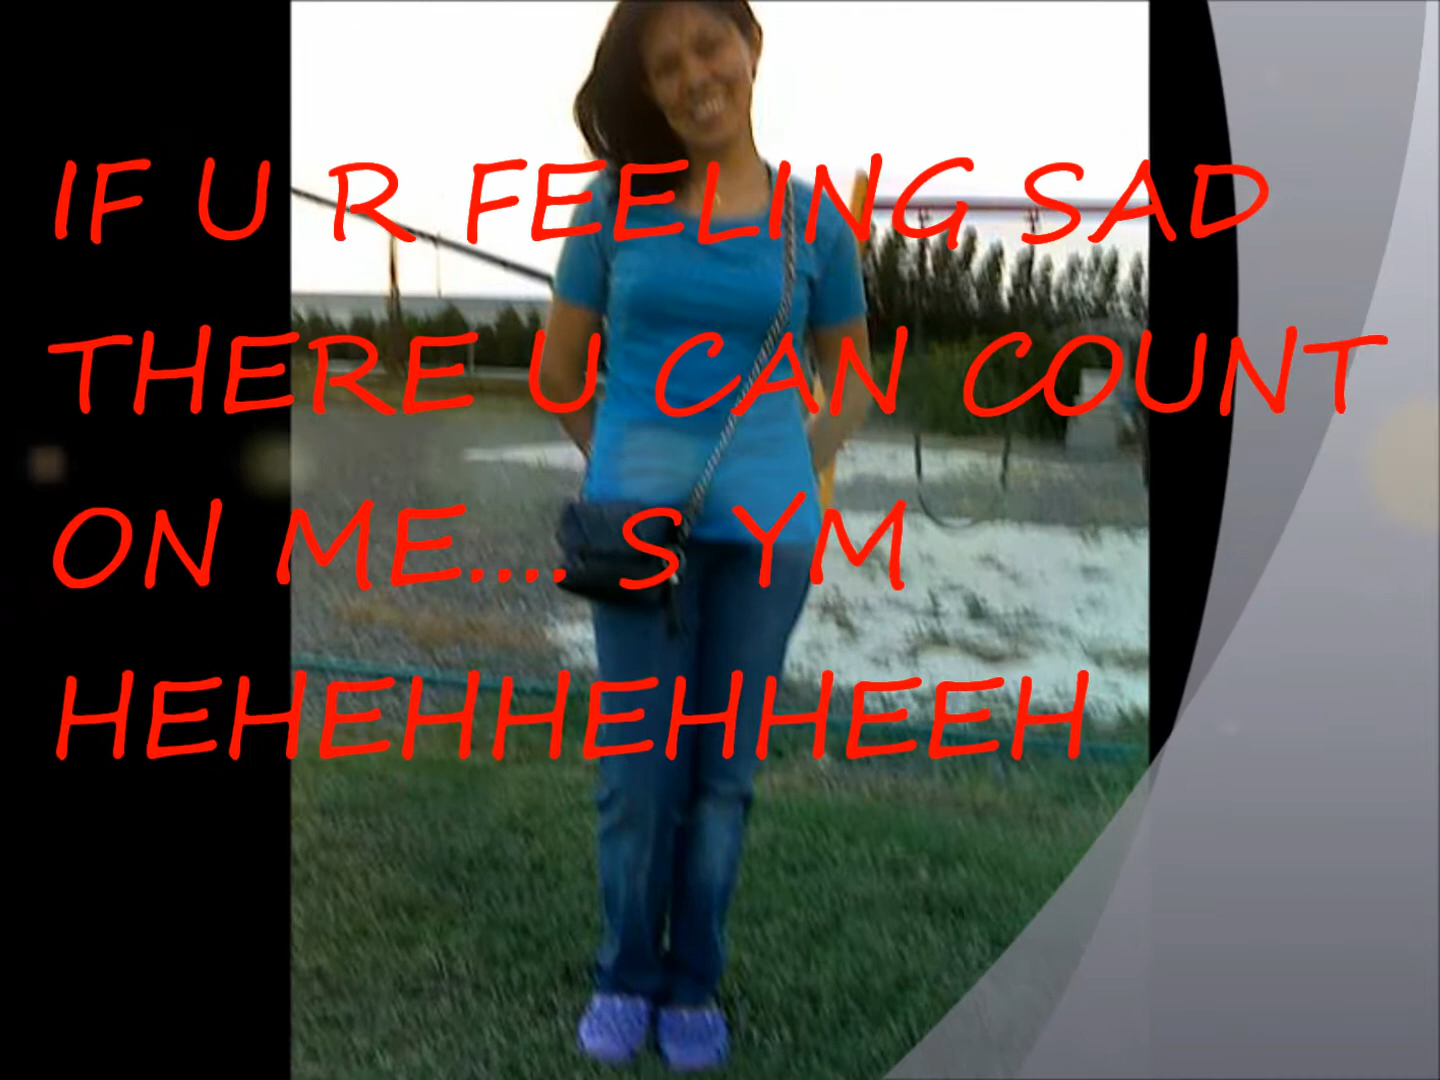 IF U R FEELING SAD
THERE U CAN COUNT
ON ME.... S YM
HEHEHHEHHEEH